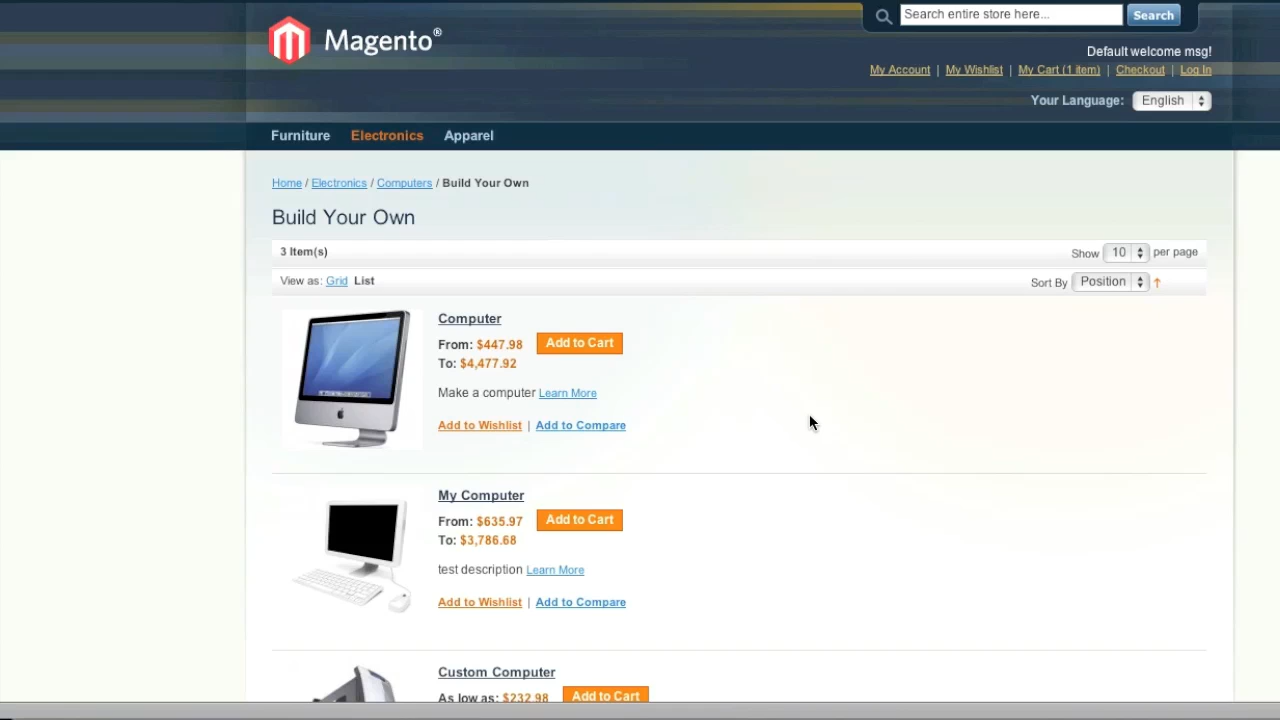 Search entire store here...
Search
Magento®
Default welcome msg!
My Account | My Wishlist | My Cart (1 item) | Checkout | Log In
Your Language: English
Furniture Electronics Apparel
Home / Electronics / Computers / Build Your Own
Build Your Own
3 Item(s)
Show 10 per page
View as: Grid List
Sort By Position
Computer
From: $447.98
Add to Cart
To: $4,477.92
Make a computer Learn More
Add to Wishlist | Add to Compare
My Computer
From: $635.97
Add to Cart
To: $3,786.68
test description Learn More
Add to Wishlist | Add to Compare
Custom Computer
As low as: $232.98
Add to Cart